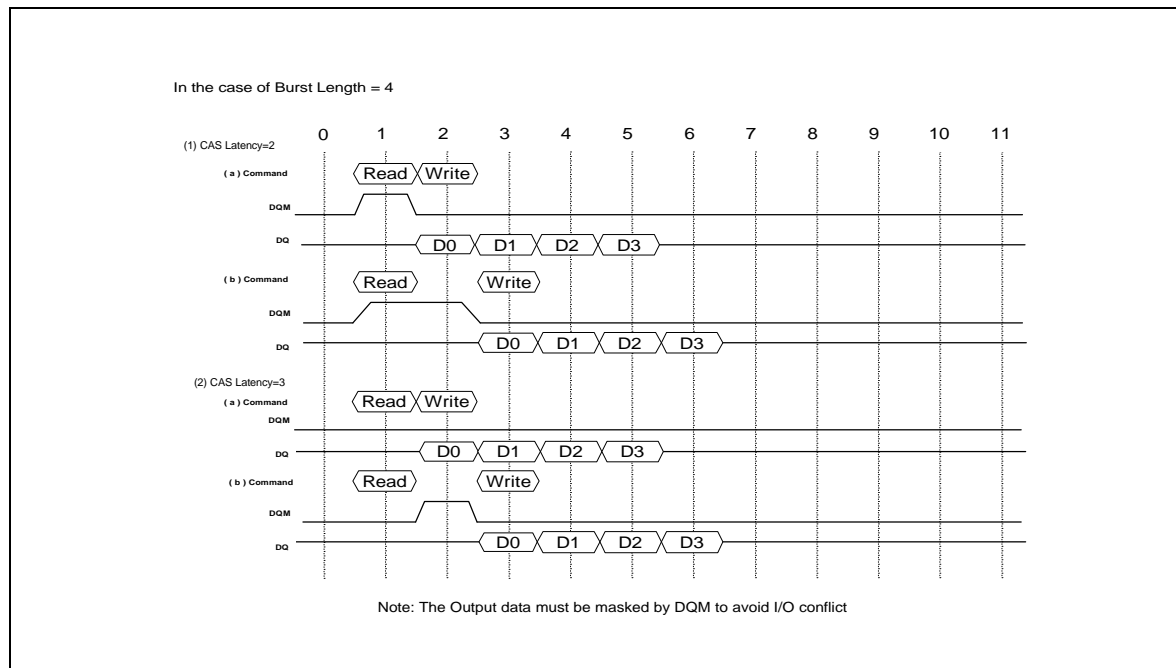 In the case of Burst Length = 4
0 1 2 3 4 5 6 7 8 9 10 11
(1) CAS Latency=2
( a ) Command Read Write
DQM
DQ D0 D1 D2 D3
( b ) Command Read Write
DQM
DQ D0 D1 D2 D3
(2) CAS Latency=3
( a ) Command Read Write
DQM
DQ D0 D1 D2 D3
( b ) Command Read Write
DQM
DQ D0 D1 D2 D3
Note: The Output data must be masked by DQM to avoid I/O conflict